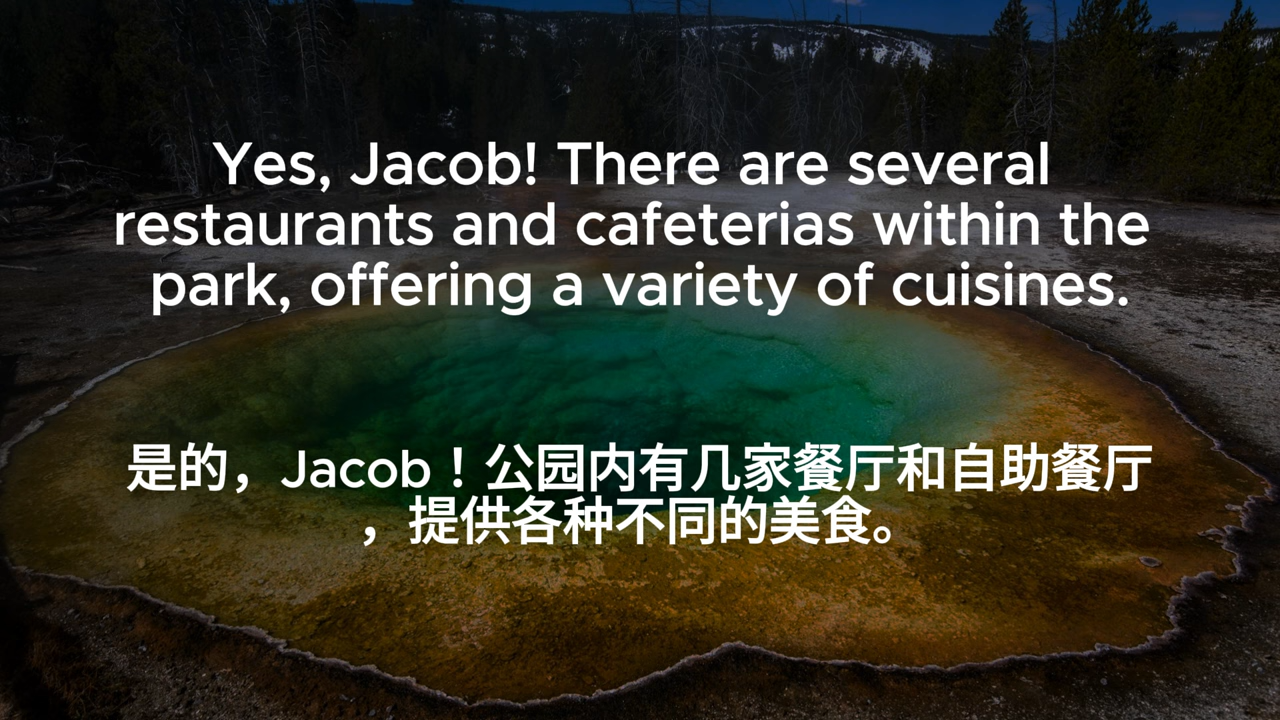 Yes, Jacob! There are several
restaurants and cafeterias within the
park, offering a variety of cuisines.
是的，Jacob！公园内有几家餐厅和自助餐厅
，提供各种不同的美食。